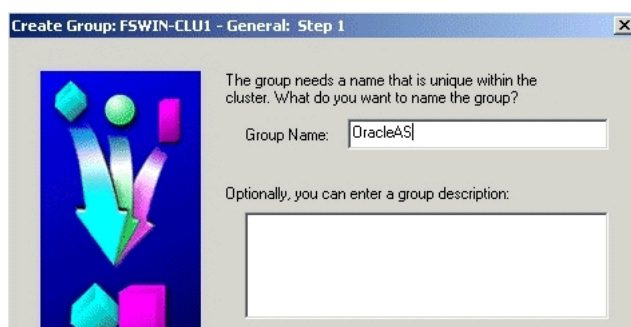 Create Group: FSWIN-CLU1 - General: Step 1
The group needs a name that is unique within the
cluster. What do you want to name the group?
Group Name: OracleAS
Optionally, you can enter a group description: